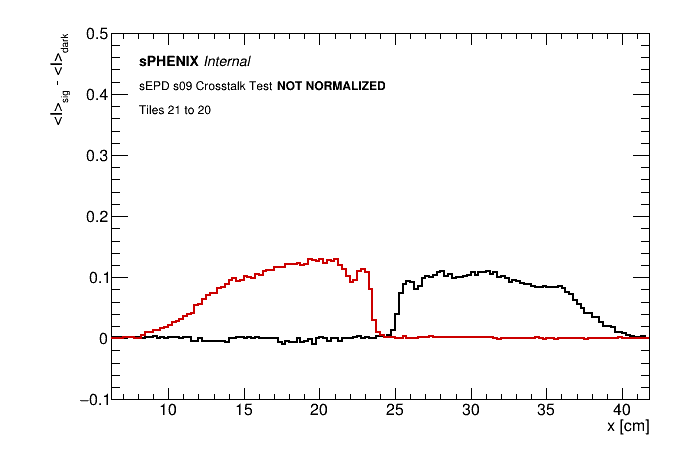 sPHENIX Internal
sEPD s09 Crosstalk Test NOT NORMALIZED
Tiles 21 to 20
<I>sig - <I>dark
0.5
0.4
0.3
0.2
0.1
0
−0.1
10 15 20 25 30 35 40
x [cm]